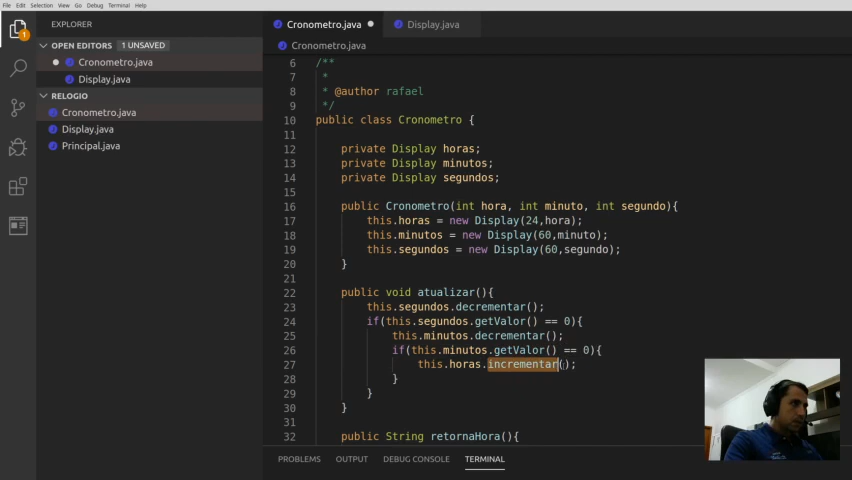 File Edit Selection View Go Debug Terminal Help
EXPLORER
OPEN EDITORS 1 UNSAVED
Cronometro.java
Display.java
RELOGIO
Cronometro.java
Display.java
Principal.java
1
Cronometro.java Display.java
Cronometro.java
6 /**
7 *
8 * @author rafael
9 */
10 public class Cronometro {
11
12 private Display horas;
13 private Display minutos;
14 private Display segundos;
15
16 public Cronometro(int hora, int minuto, int segundo){
17 this.horas = new Display(24,hora);
18 this.minutos = new Display(60,minuto);
19 this.segundos = new Display(60,segundo);
20 }
21
22 public void atualizar(){
23 this.segundos.decrementar();
24 if(this.segundos.getValor() == 0){
25 this.minutos.decrementar();
26 if(this.minutos.getValor() == 0){
27 this.horas.incrementar();
28 }
29 }
30 }
31
32 public String retornaHora(){
PROBLEMS OUTPUT DEBUG CONSOLE TERMINAL